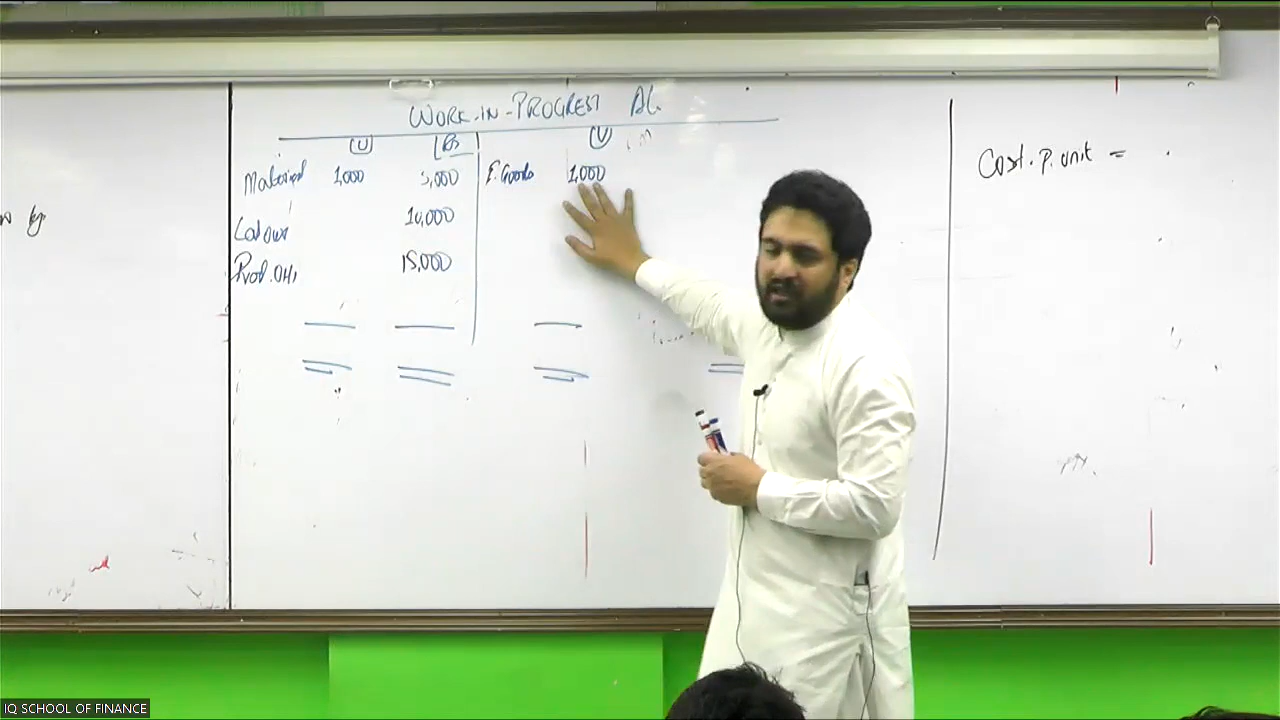 WORK-IN-PROGRESS A/c
(U) Rs (U)
Material 1,000 5,000 F.Goods 1,000
Labour 10,000
Prod.OHs 15,000
Cost.P.unit =
IQ SCHOOL OF FINANCE